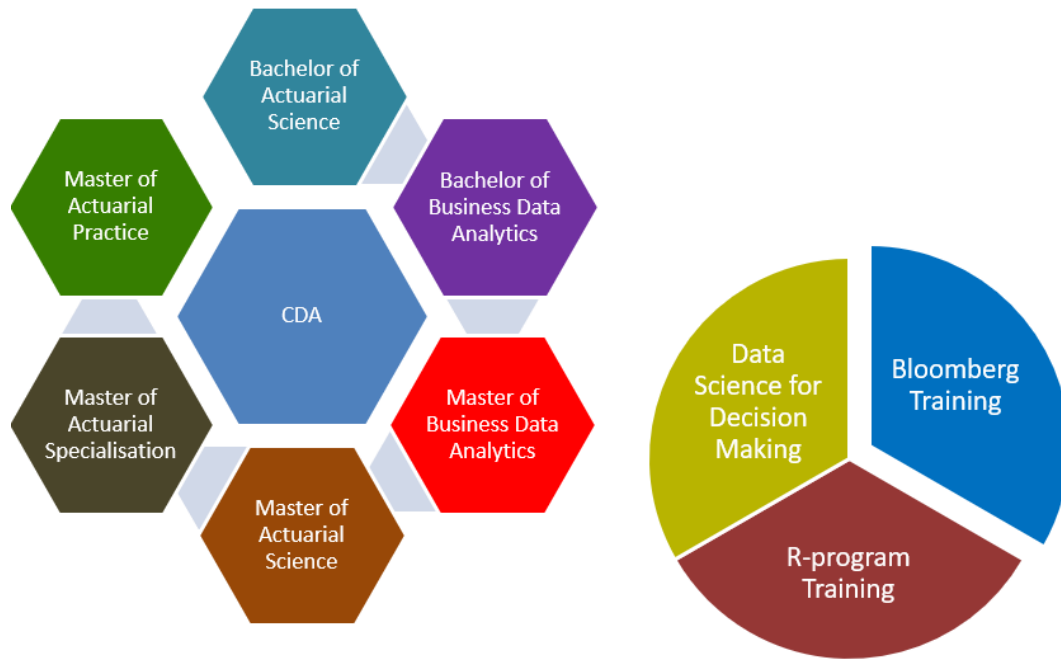 Bachelor of
Actuarial
Science
Bachelor of
Business Data
Analytics
Master of
Business Data
Analytics
Master of
Actuarial
Science
Master of
Actuarial
Specialisation
Master of
Actuarial
Practice
CDA
Bloomberg
Training
R-program
Training
Data
Science for
Decision
Making